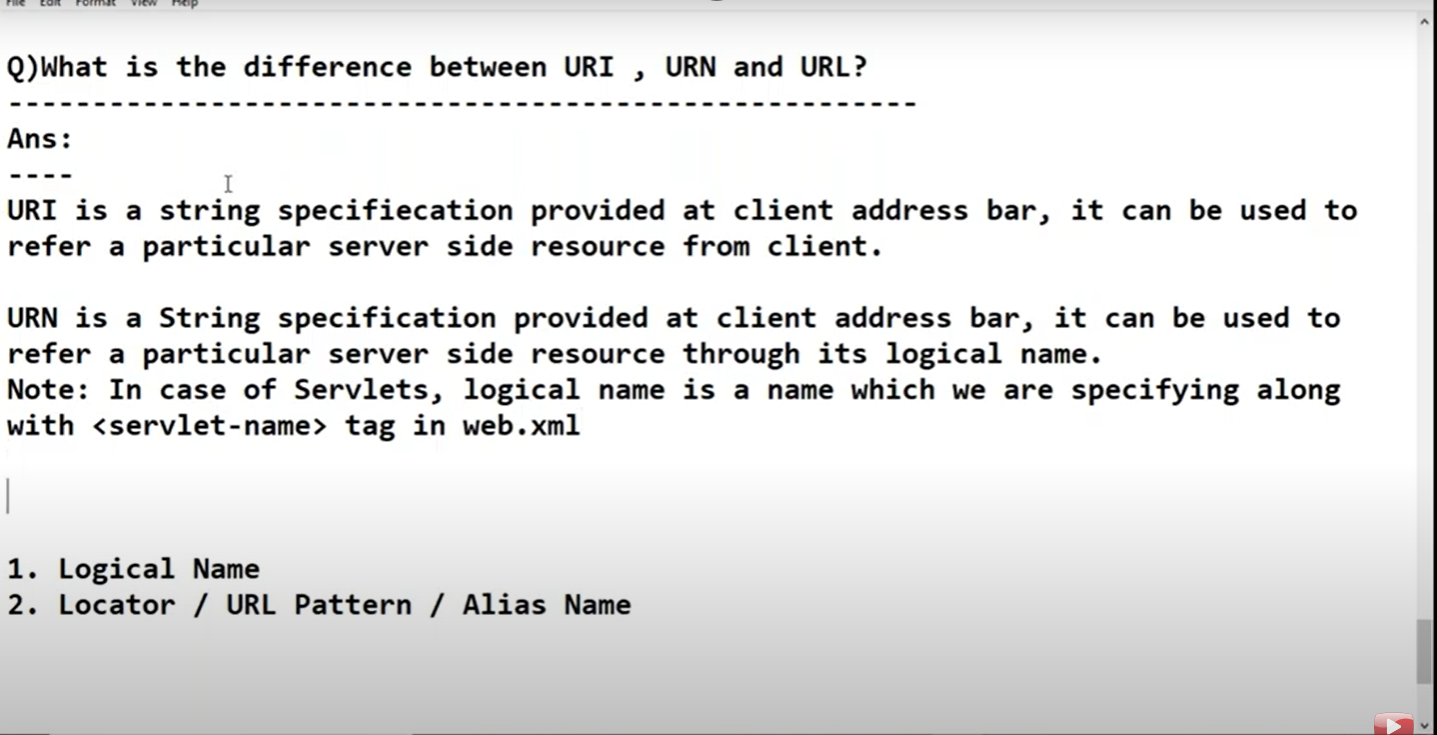 File Edit Format View Help
Q)What is the difference between URI , URN and URL?
------------------------------------------------------
Ans:
----
URI is a string specifiecation provided at client address bar, it can be used to
refer a particular server side resource from client.
URN is a String specification provided at client address bar, it can be used to
refer a particular server side resource through its logical name.
Note: In case of Servlets, logical name is a name which we are specifying along
with <servlet-name> tag in web.xml
1. Logical Name
2. Locator / URL Pattern / Alias Name